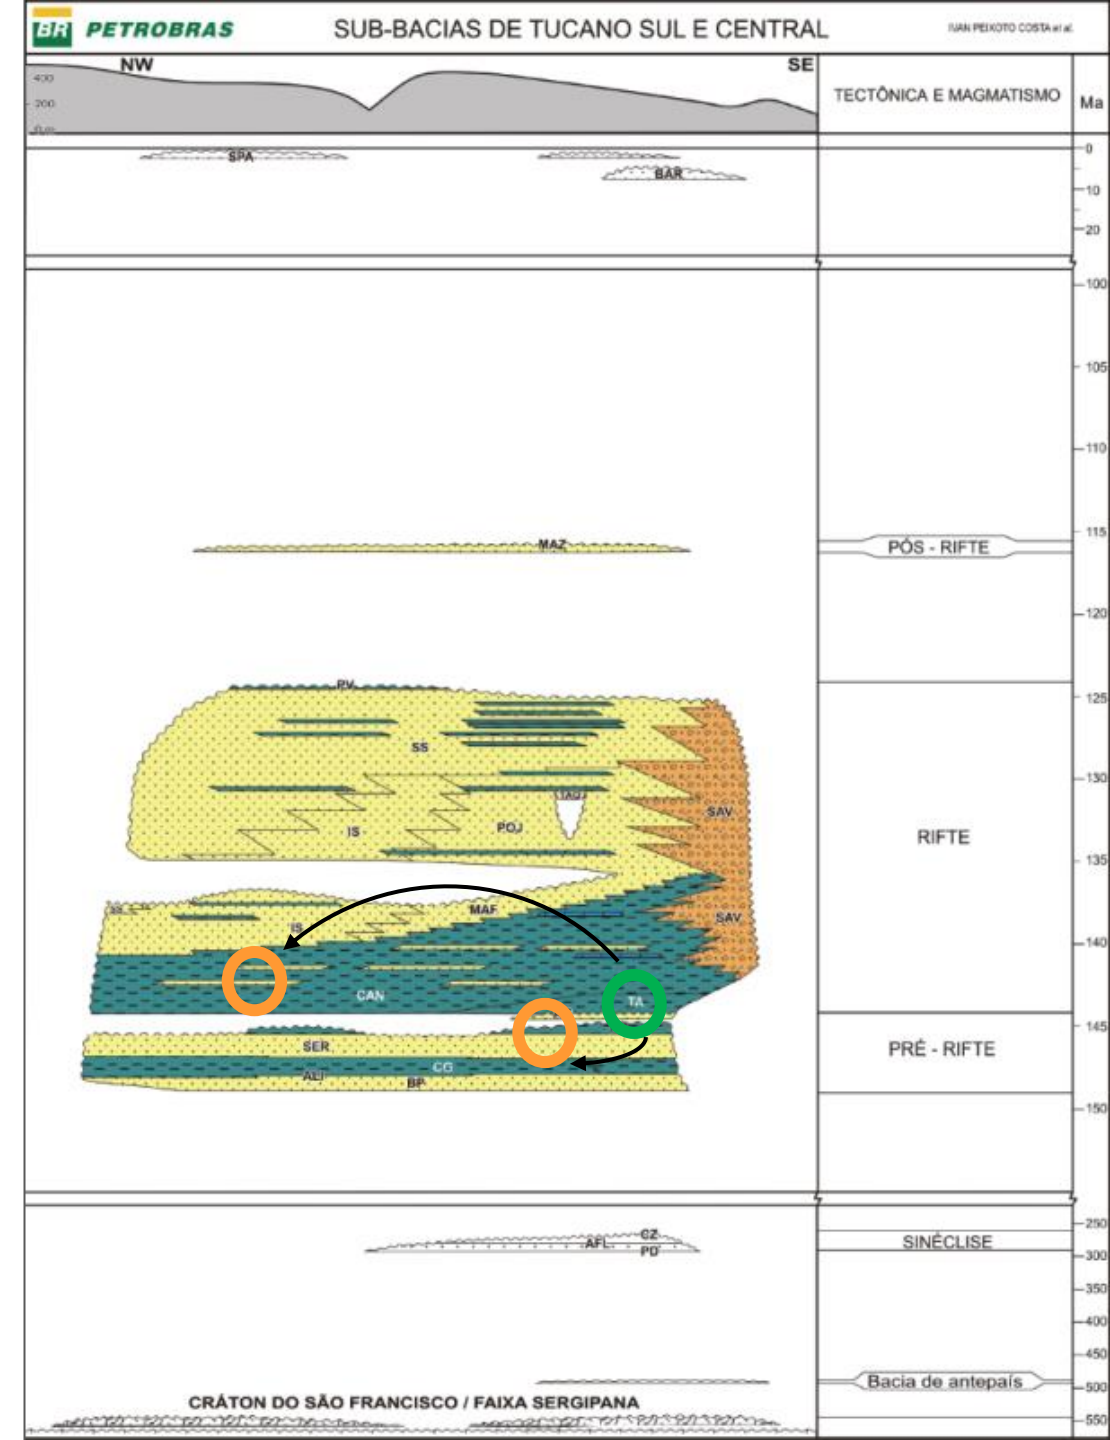 BR PETROBRAS SUB-BACIAS DE TUCANO SUL E CENTRAL IVAN PEIXOTO COSTA et al.
NW SE
400
200
0 m
TECTÔNICA E MAGMATISMO Ma
SPA
BAR
0
10
20
100
105
110
115
MAZ
PÓS - RIFTE
120
PV
125
SS
130
TAQ
SAV
IS
POJ
RIFTE
135
SS
MAF
SAV
IS
140
CAN
TA
145
SER
PRÉ - RIFTE
CG
ALI
BP
150
250
CZ
AFL
SINÉCLISE
PD
300
350
400
450
Bacia de antepaís
500
CRÁTON DO SÃO FRANCISCO / FAIXA SERGIPANA
550